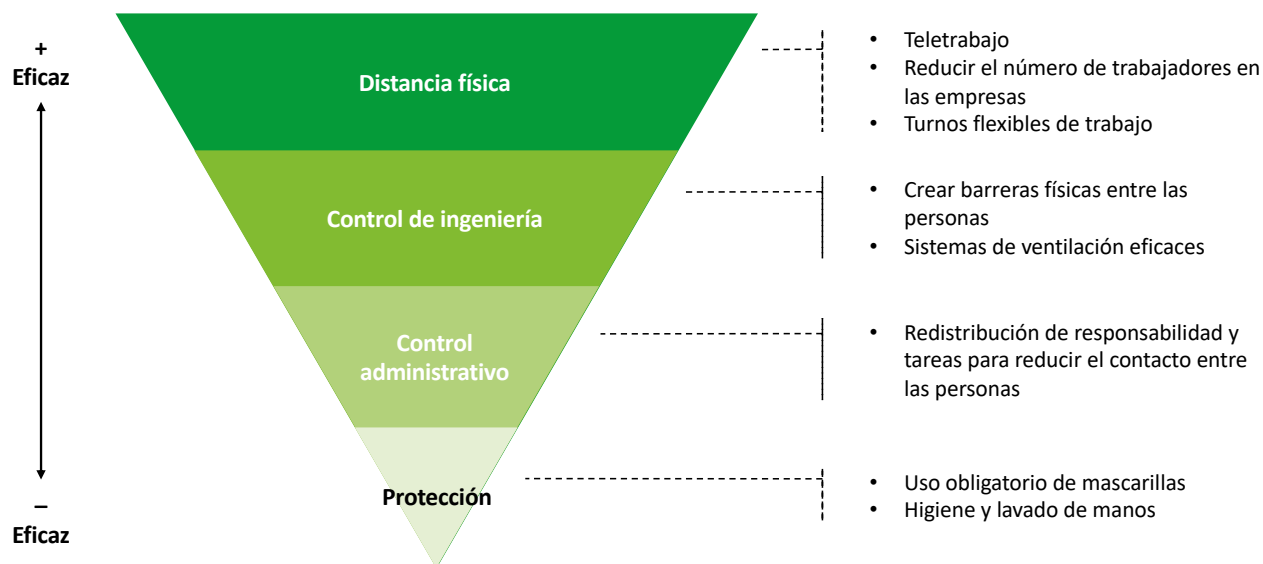 +
Eficaz
Distancia física
• Teletrabajo
• Reducir el número de trabajadores en
las empresas
• Turnos flexibles de trabajo
Control de ingeniería
• Crear barreras físicas entre las
personas
• Sistemas de ventilación eficaces
Control
administrativo
• Redistribución de responsabilidad y
tareas para reducir el contacto entre
las personas
Protección
• Uso obligatorio de mascarillas
• Higiene y lavado de manos
–
Eficaz